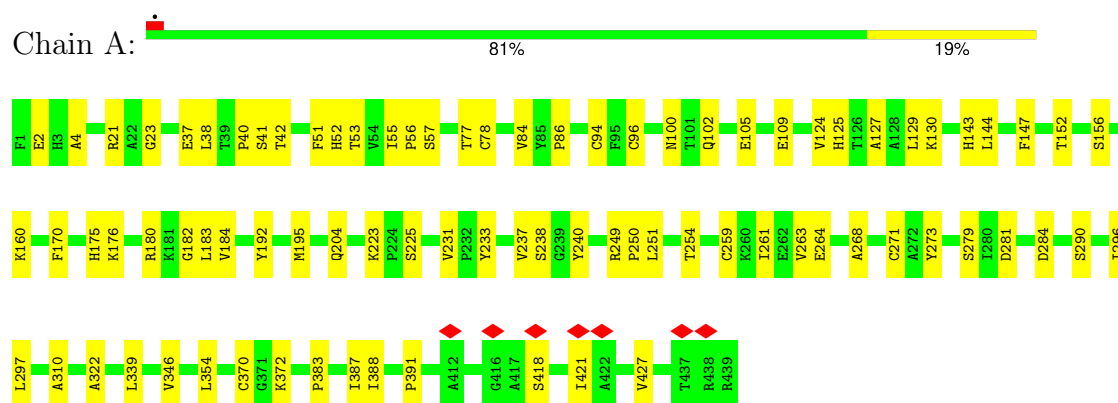 Chain A:
81%
19%
F1 E2 H3 A4 R21 A22 G23 E37 L38 T39 P40 S41 T42 F51 H52 T53 V54 I55 P56 S57 T77 C78 V84 Y85 P86 C94 F95 C96 N100 T101 Q102 E105 E109 V124 H125 T126 A127 A128 L129 K130 H143 L144 F147 T152 S156
K160 F170 H175 K176 R180 K181 G182 L183 V184 Y192 M195 Q204 K223 P224 S225 V231 P232 Y233 V237 S238 G239 Y240 R249 P250 L251 T254 C259 K260 I261 E262 V263 E264 A268 C271 A272 Y273 S279 I280 D281 D284 S290
L297 A310 A322 L339 V346 L354 C370 G371 K372 P383 I387 I388 P391 A412 G416 A417 S418 I421 A422 V427 T437 R438 R439